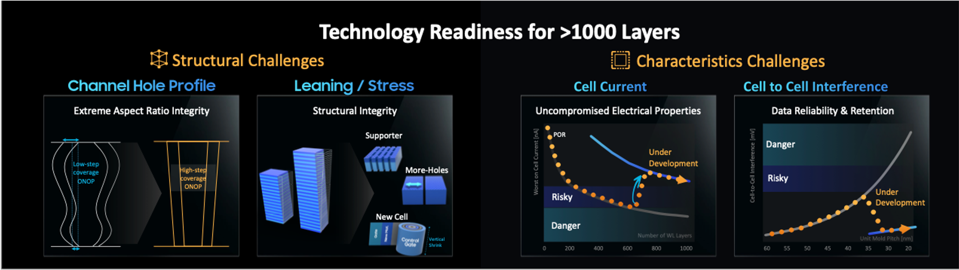 Technology Readiness for >1000 Layers
Structural Challenges
Channel Hole Profile
Extreme Aspect Ratio Integrity
Low-step
coverage
ONOP
High-step
coverage
ONOP
Leaning / Stress
Structural Integrity
Supporter
More-Holes
New Cell
Control
Gate
Vertical
Shrink
Characteristics Challenges
Cell Current
Uncompromised Electrical Properties
Worst on Cell Current [nA]
POR
Under
Development
Risky
Danger
0
200
400
600
800
1000
Number of WL Layers
Cell to Cell Interference
Data Reliability & Retention
Cell-to-Cell Interference [mV]
Danger
Risky
Under
Development
60
55
50
45
40
35
30
25
20
Unit Mold Pitch [nm]